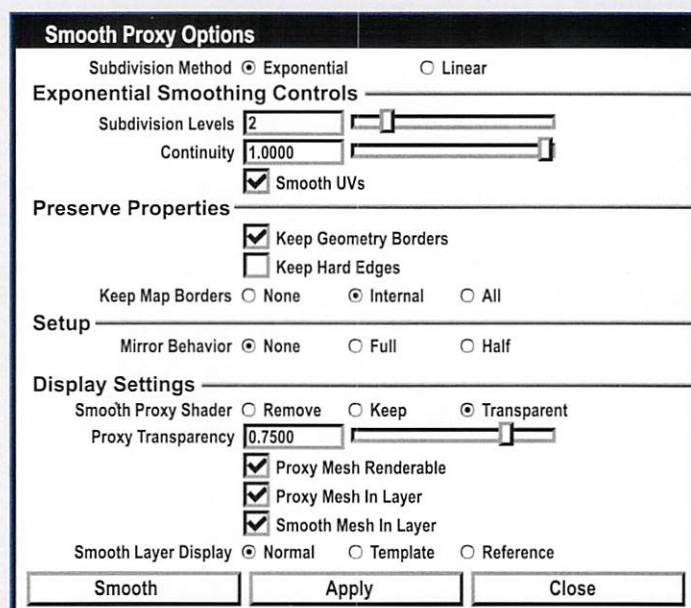 Smooth Proxy Options
Subdivision Method Exponential Linear
Exponential Smoothing Controls
Subdivision Levels 2
Continuity 1.0000
Smooth UVs
Preserve Properties
Keep Geometry Borders
Keep Hard Edges
Keep Map Borders None Internal All
Setup
Mirror Behavior None Full Half
Display Settings
Smooth Proxy Shader Remove Keep Transparent
Proxy Transparency 0.7500
Proxy Mesh Renderable
Proxy Mesh In Layer
Smooth Mesh In Layer
Smooth Layer Display Normal Template Reference
Smooth Apply Close